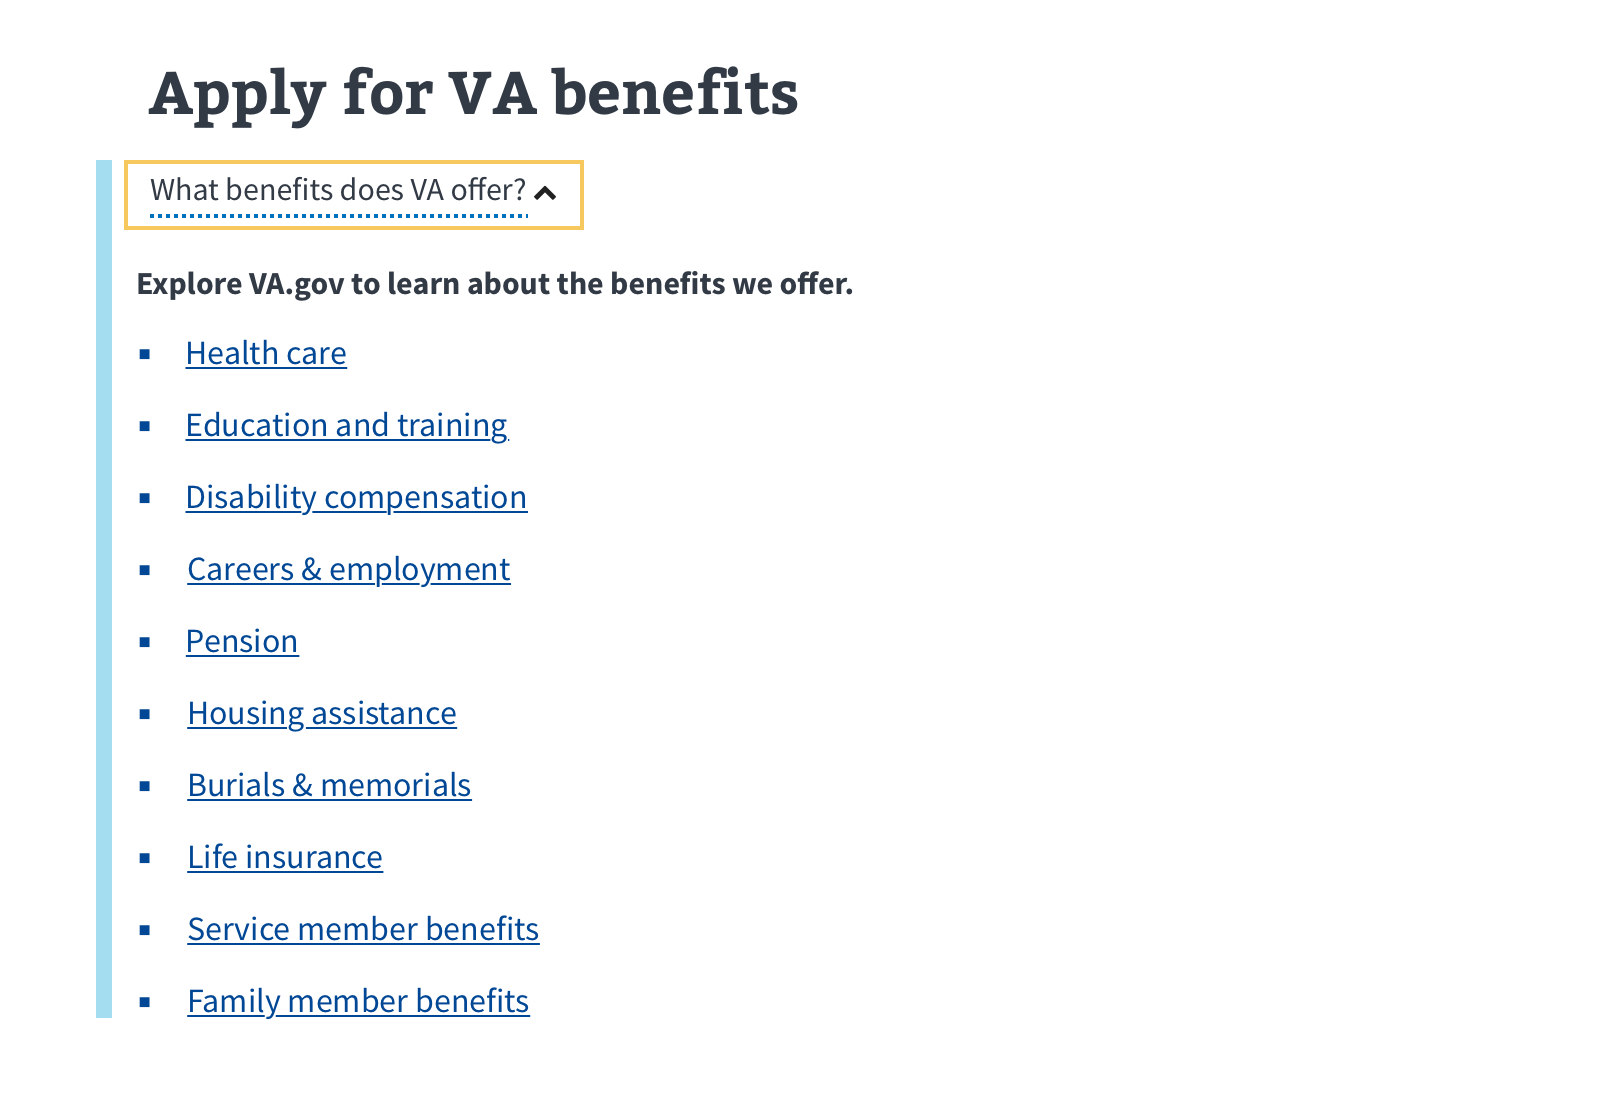 Apply for VA benefits
What benefits does VA offer?
Explore VA.gov to learn about the benefits we offer.
Health care
Education and training
Disability compensation
Careers & employment
Pension
Housing assistance
Burials & memorials
Life insurance
Service member benefits
Family member benefits